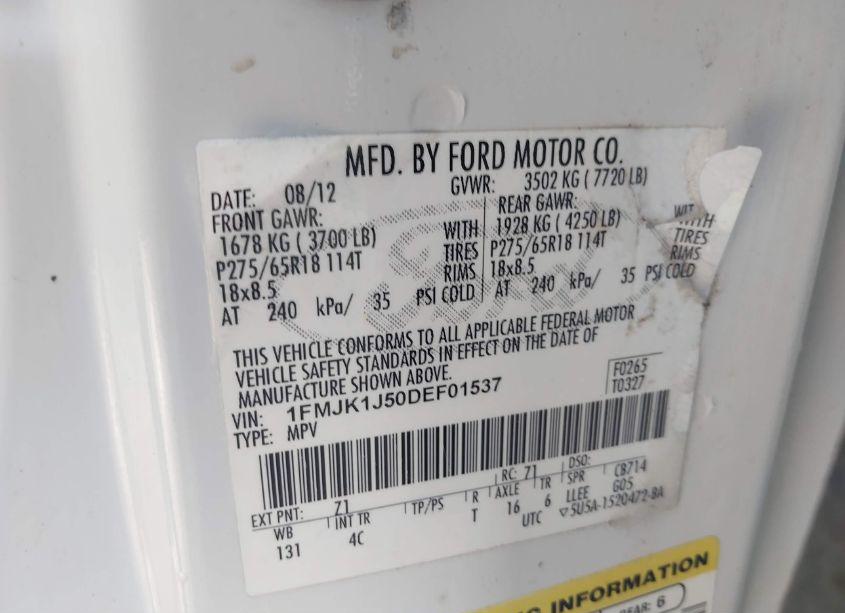 MFD. BY FORD MOTOR CO.
DATE: 08/12 GVWR: 3502 KG ( 7720 LB)
FRONT GAWR: REAR GAWR:
1678 KG ( 3700 LB) WITH 1928 KG ( 4250 LB) WITH
P275/65R18 114T TIRES P275/65R18 114T TIRES
18x8.5 RIMS 18x8.5 RIMS
AT 240 kPa/ 35 PSI COLD AT 240 kPa/ 35 PSI COLD
THIS VEHICLE CONFORMS TO ALL APPLICABLE FEDERAL MOTOR
VEHICLE SAFETY STANDARDS IN EFFECT ON THE DATE OF
MANUFACTURE SHOWN ABOVE.
VIN: 1FMJK1J50DEF01537
TYPE: MPV
F0265
T0327
EXT PNT: Z1 RC: 71 DSO:
WB INT TR TP/PS R AXLE TR SPR CB714
131 4C T 16 6 LLEE G05
UTC ▽5U5A-1520472-BA
INFORMATION
REAR: 6